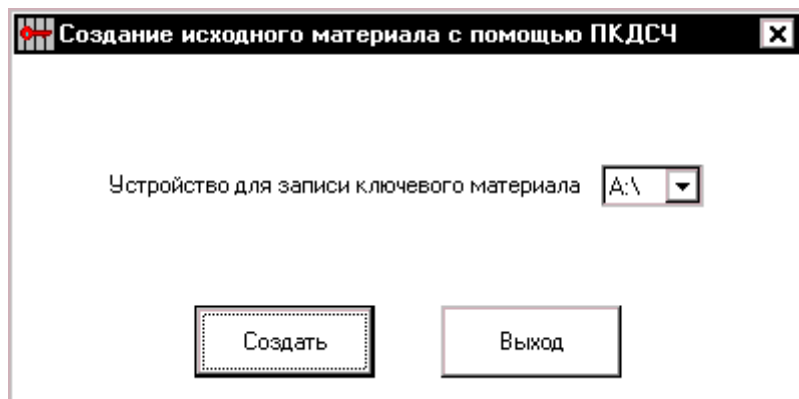 Создание исходного материала с помощью ПКДСЧ
Устройство для записи ключевого материала A:\
Создать Выход